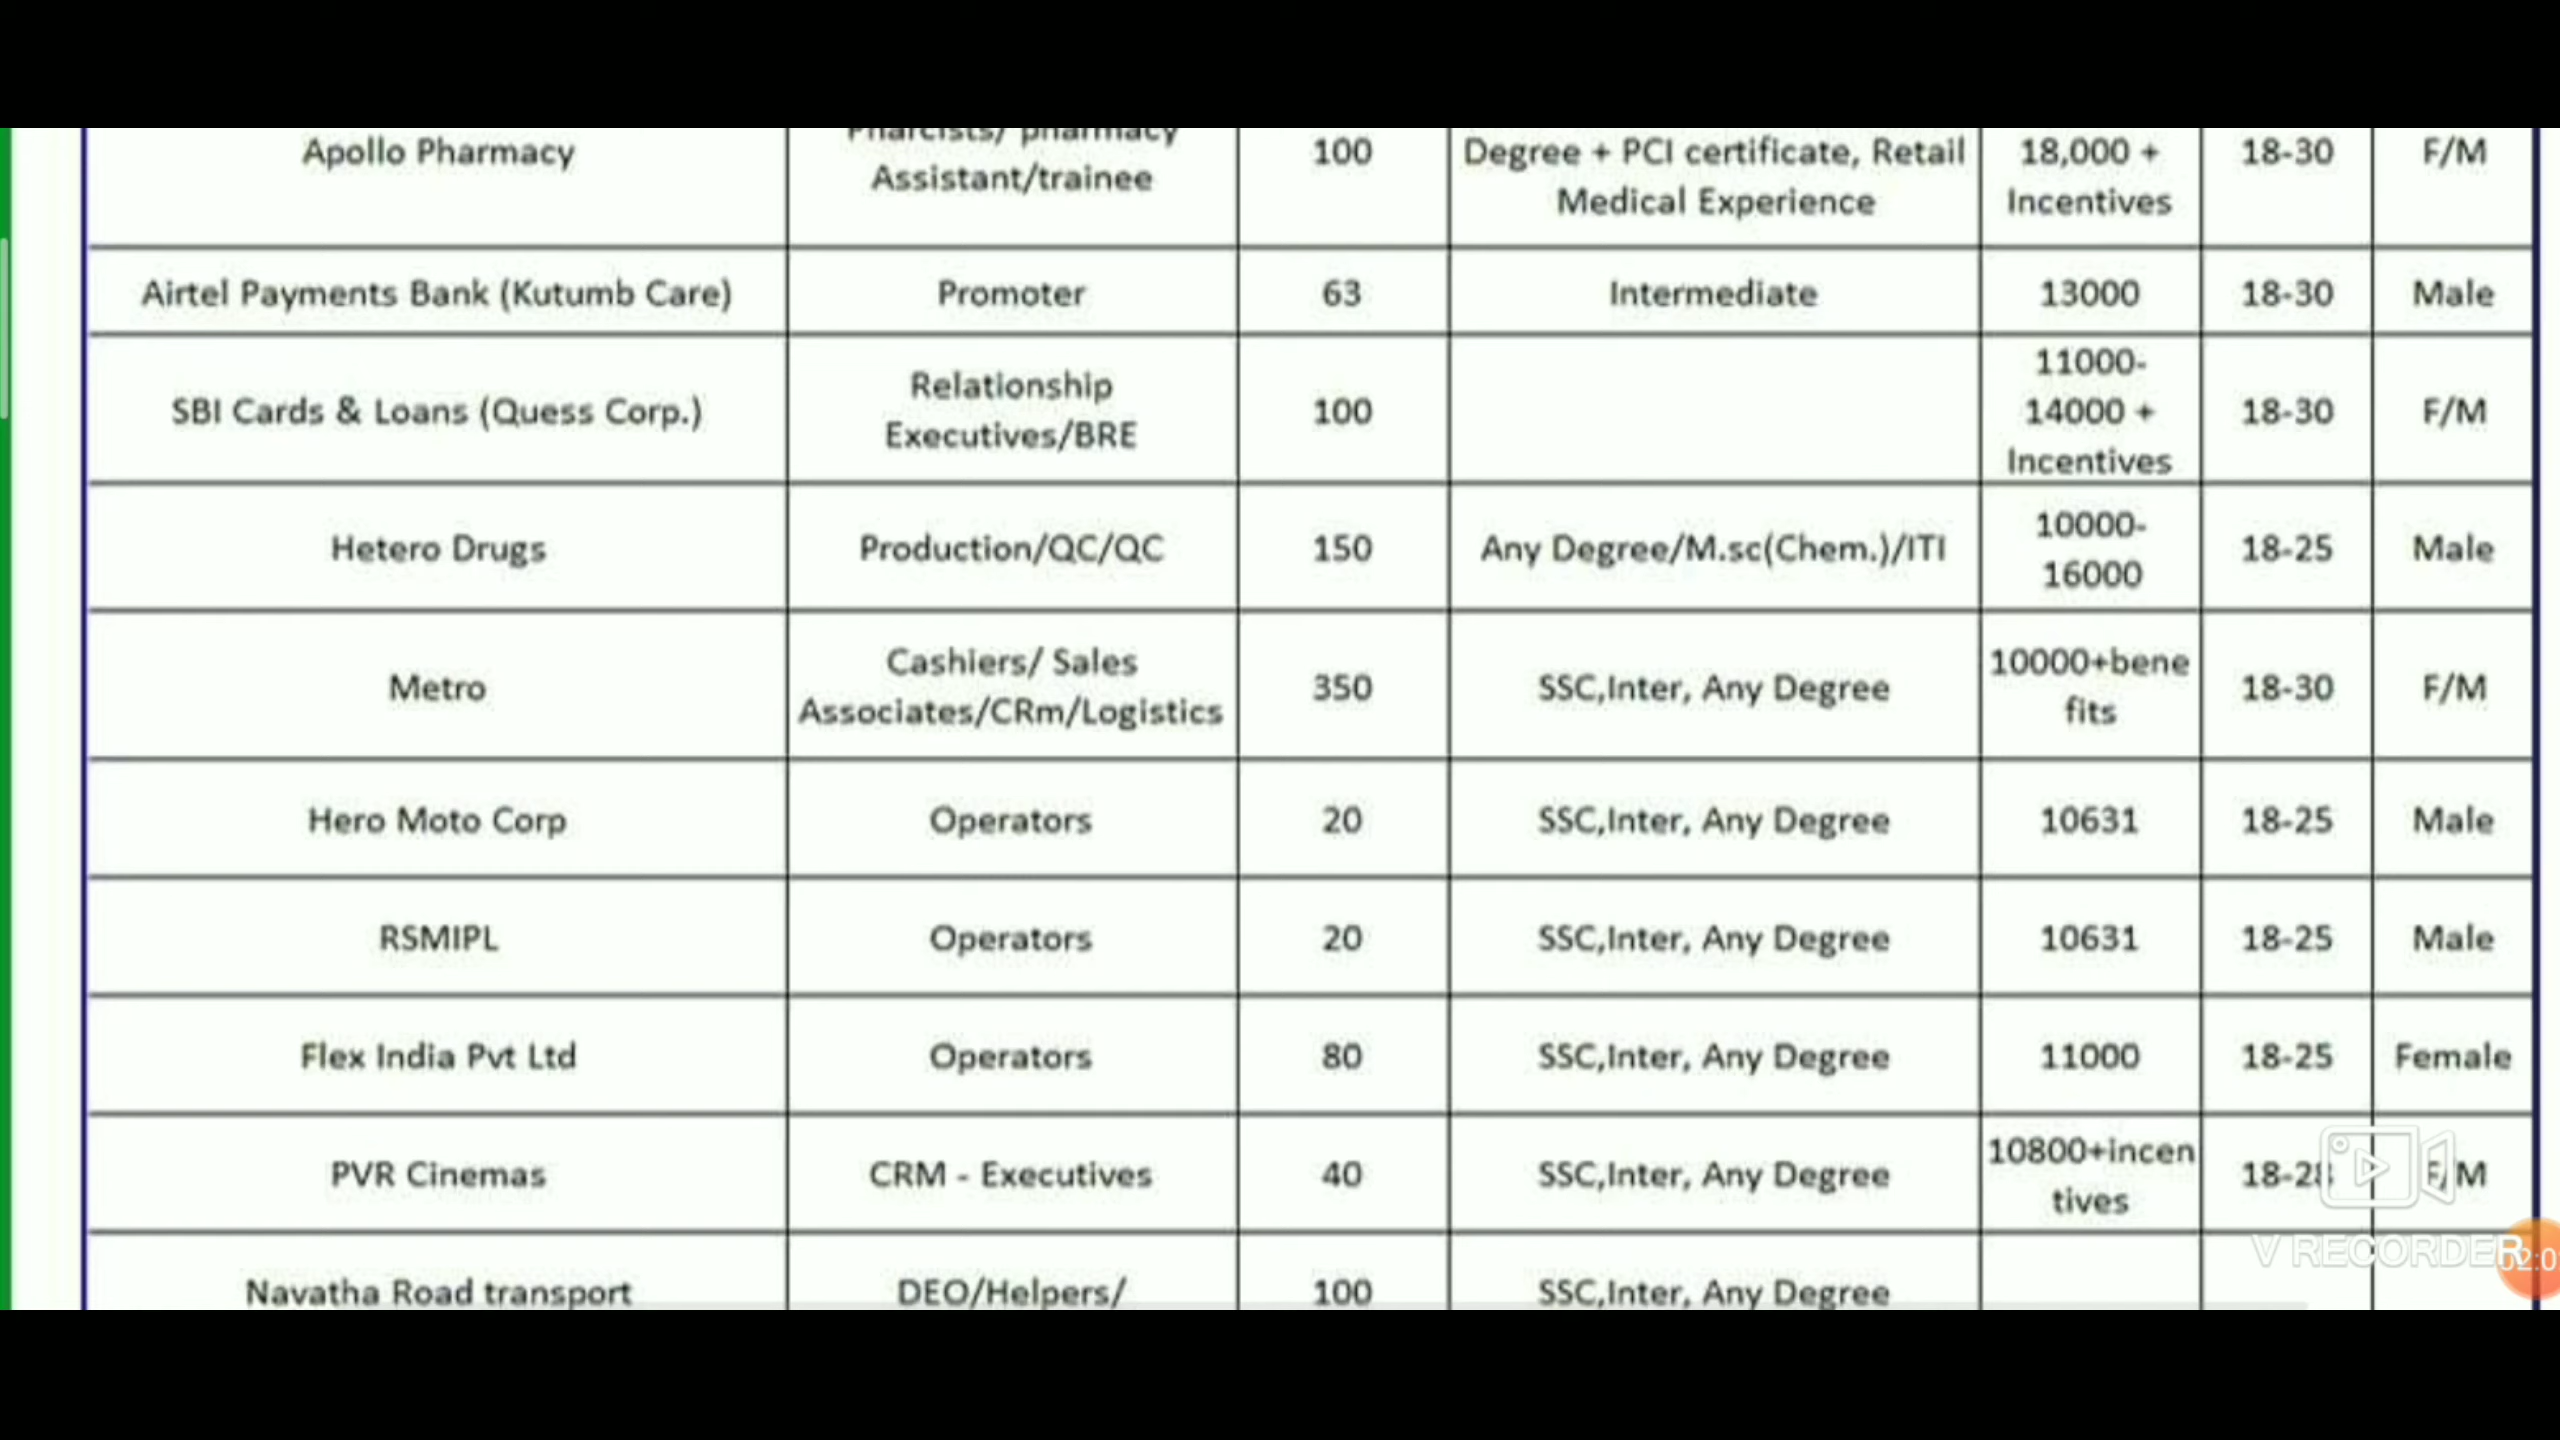 Apollo Pharmacy
Pharcists/ pharmacy
Assistant/trainee
100
Degree + PCI certificate, Retail
Medical Experience
18,000 +
Incentives
18-30
F/M
Airtel Payments Bank (Kutumb Care)
Promoter
63
Intermediate
13000
18-30
Male
SBI Cards & Loans (Quess Corp.)
Relationship
Executives/BRE
100
11000-
14000 +
Incentives
18-30
F/M
Hetero Drugs
Production/QC/QC
150
Any Degree/M.sc(Chem.)/ITI
10000-
16000
18-25
Male
Metro
Cashiers/ Sales
Associates/CRm/Logistics
350
SSC,Inter, Any Degree
10000+bene
fits
18-30
F/M
Hero Moto Corp
Operators
20
SSC,Inter, Any Degree
10631
18-25
Male
RSMIPL
Operators
20
SSC,Inter, Any Degree
10631
18-25
Male
Flex India Pvt Ltd
Operators
80
SSC,Inter, Any Degree
11000
18-25
Female
PVR Cinemas
CRM - Executives
40
SSC,Inter, Any Degree
10800+incen
tives
18-28
F/M
Navatha Road transport
DEO/Helpers/
100
SSC,Inter, Any Degree
V RECORDER